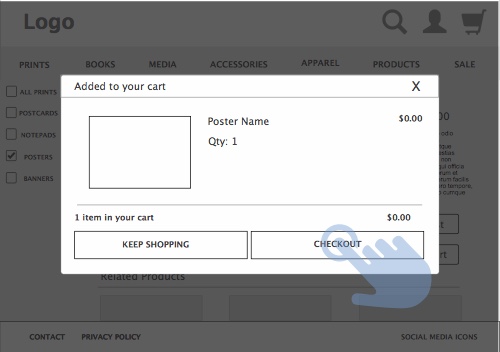 Logo
PRINTS BOOKS MEDIA ACCESSORIES APPAREL PRODUCTS SALE
ALL PRINTS
POSTCARDS
NOTEPADS
POSTERS
BANNERS
Added to your cart X
Poster Name $0.00
Qty: 1
1 item in your cart $0.00
KEEP SHOPPING CHECKOUT
Related Products
CONTACT PRIVACY POLICY SOCIAL MEDIA ICONS